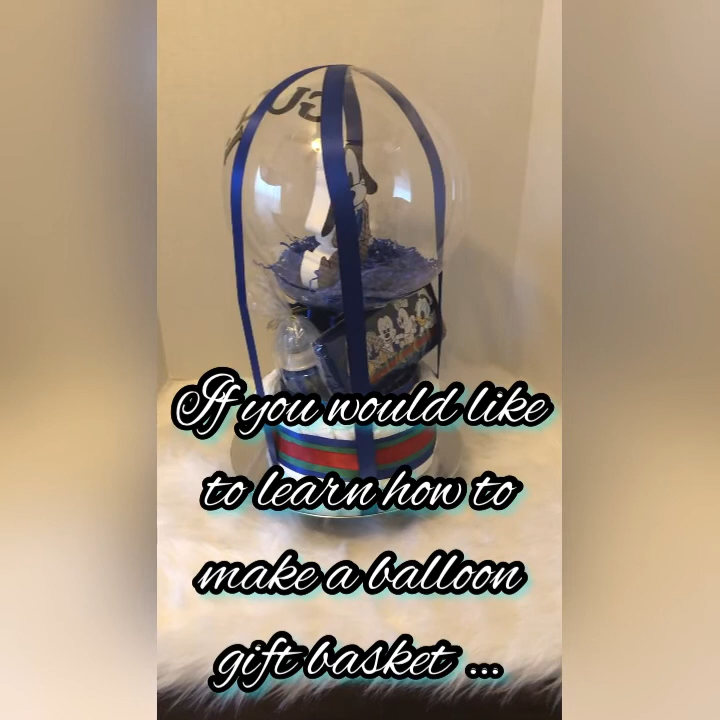 If you would like
to learn how to
make a balloon
gift basket ...